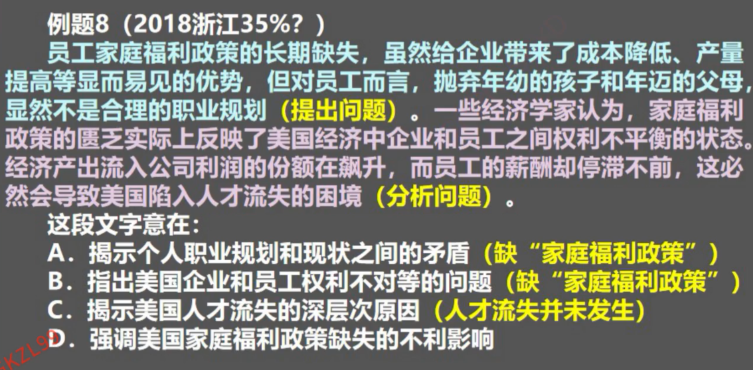 例题8（2018浙江35%？）
员工家庭福利政策的长期缺失，虽然给企业带来了成本降低、产量
提高等显而易见的优势，但对员工而言，抛弃年幼的孩子和年迈的父母，
显然不是合理的职业规划（提出问题）。一些经济学家认为，家庭福利
政策的匮乏实际上反映了美国经济中企业和员工之间权利不平衡的状态。
经济产出流入公司利润的份额在飙升，而员工的薪酬却停滞不前，这必
然会导致美国陷入人才流失的困境（分析问题）。
这段文字意在：
A．揭示个人职业规划和现状之间的矛盾（缺“家庭福利政策”）
B．指出美国企业和员工权利不对等的问题（缺“家庭福利政策”）
C．揭示美国人才流失的深层次原因（人才流失并未发生）
D．强调美国家庭福利政策缺失的不利影响